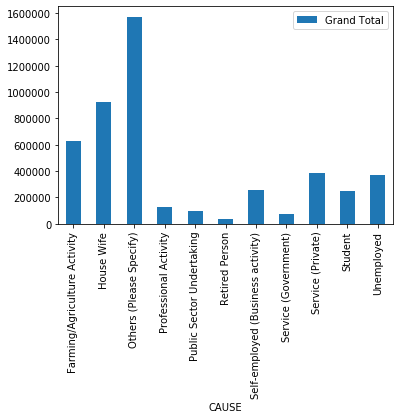 1600000
1400000
1200000
1000000
800000
600000
400000
200000
0
Grand Total
Farming/Agriculture Activity
House Wife
Others (Please Specify)
Professional Activity
Public Sector Undertaking
Retired Person
Self-employed (Business activity)
Service (Government)
Service (Private)
Student
Unemployed
CAUSE